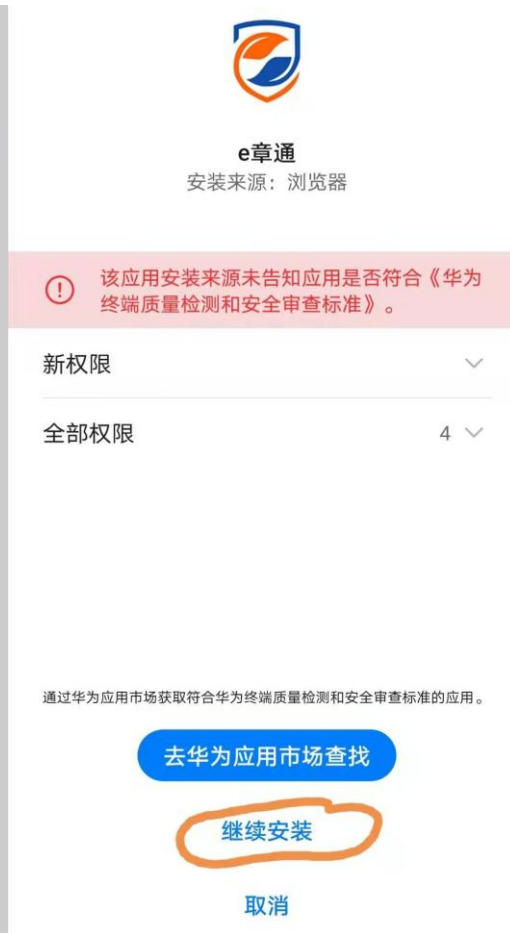 e章通
安装来源：浏览器
该应用安装来源未告知应用是否符合《华为
终端质量检测和安全审查标准》。
新权限
全部权限 4
通过华为应用市场获取符合华为终端质量检测和安全审查标准的应用。
去华为应用市场查找
继续安装
取消